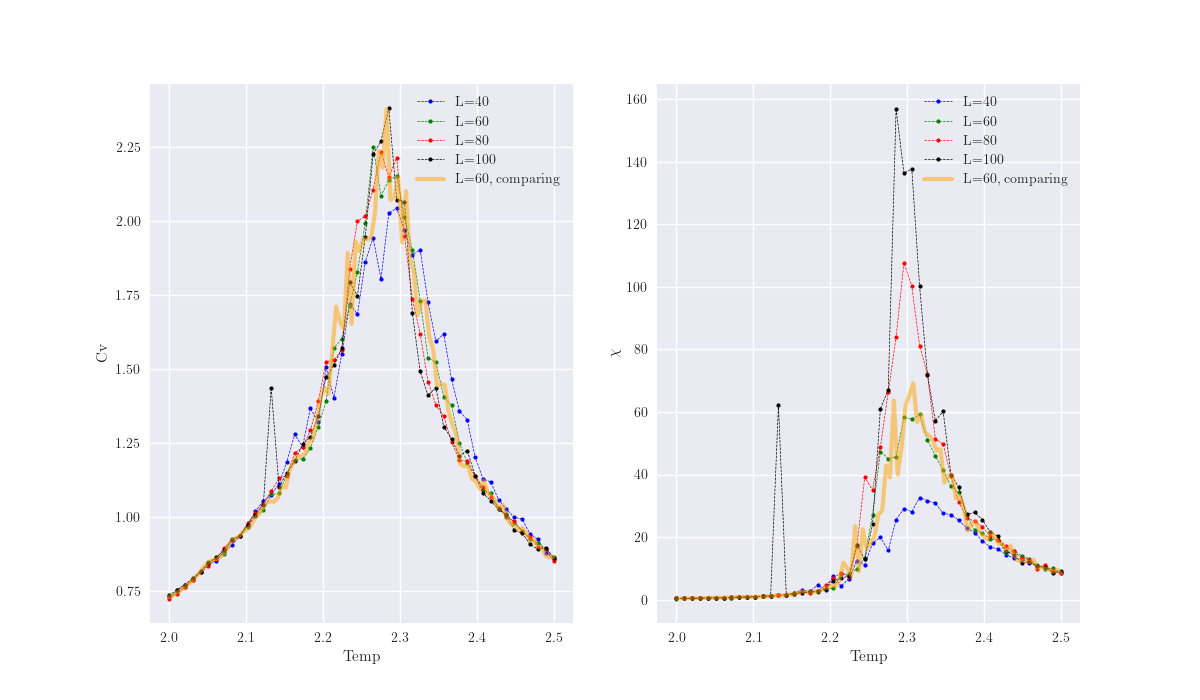 2.25
2.00
1.75
1.50
1.25
1.00
0.75
Cv
2.0 2.1 2.2 2.3 2.4 2.5
Temp
L=40
L=60
L=80
L=100
L=60, comparing
160
140
120
100
80
60
40
20
0
χ
2.0 2.1 2.2 2.3 2.4 2.5
Temp
L=40
L=60
L=80
L=100
L=60, comparing